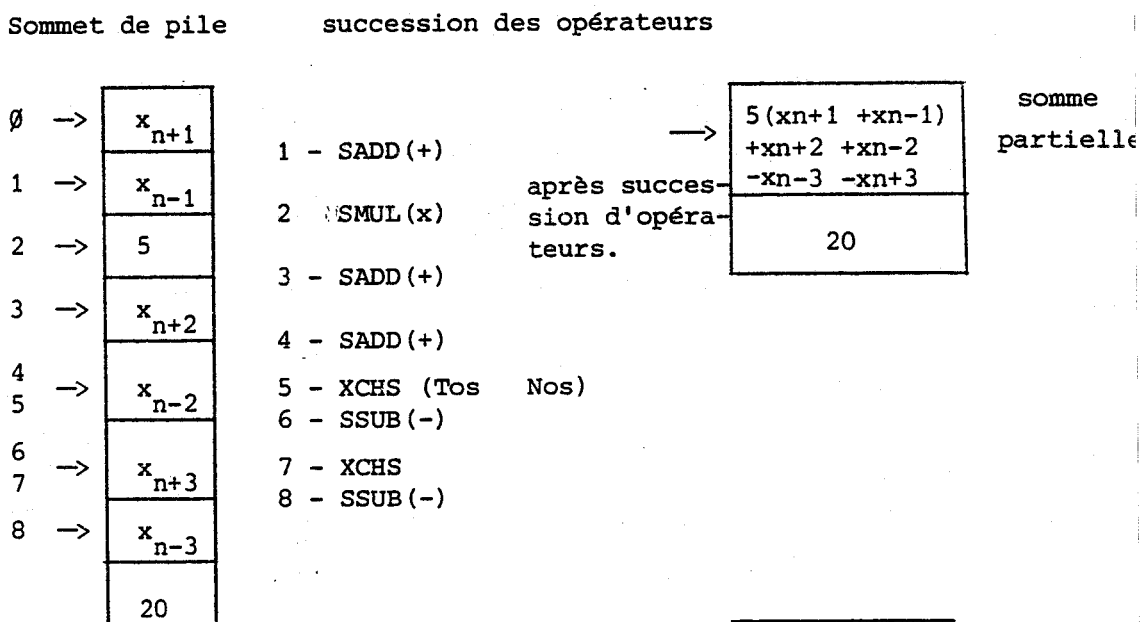 Sommet de pile succession des opérateurs
Ø —> x n+1
1 —> x n-1
2 —> 5
3 —> x n+2
4
5 —> x n-2
6
7 —> x n+3
8 —> x n-3
20
1 - SADD(+)
2 SMUL(x)
3 - SADD(+)
4 - SADD(+)
5 - XCHS (Tos Nos)
6 - SSUB(-)
7 - XCHS
8 - SSUB(-)
après succes-
sion d'opéra-
teurs.
—> 5(xn+1 +xn-1)
+xn+2 +xn-2
-xn-3 -xn+3
20
somme
partielle